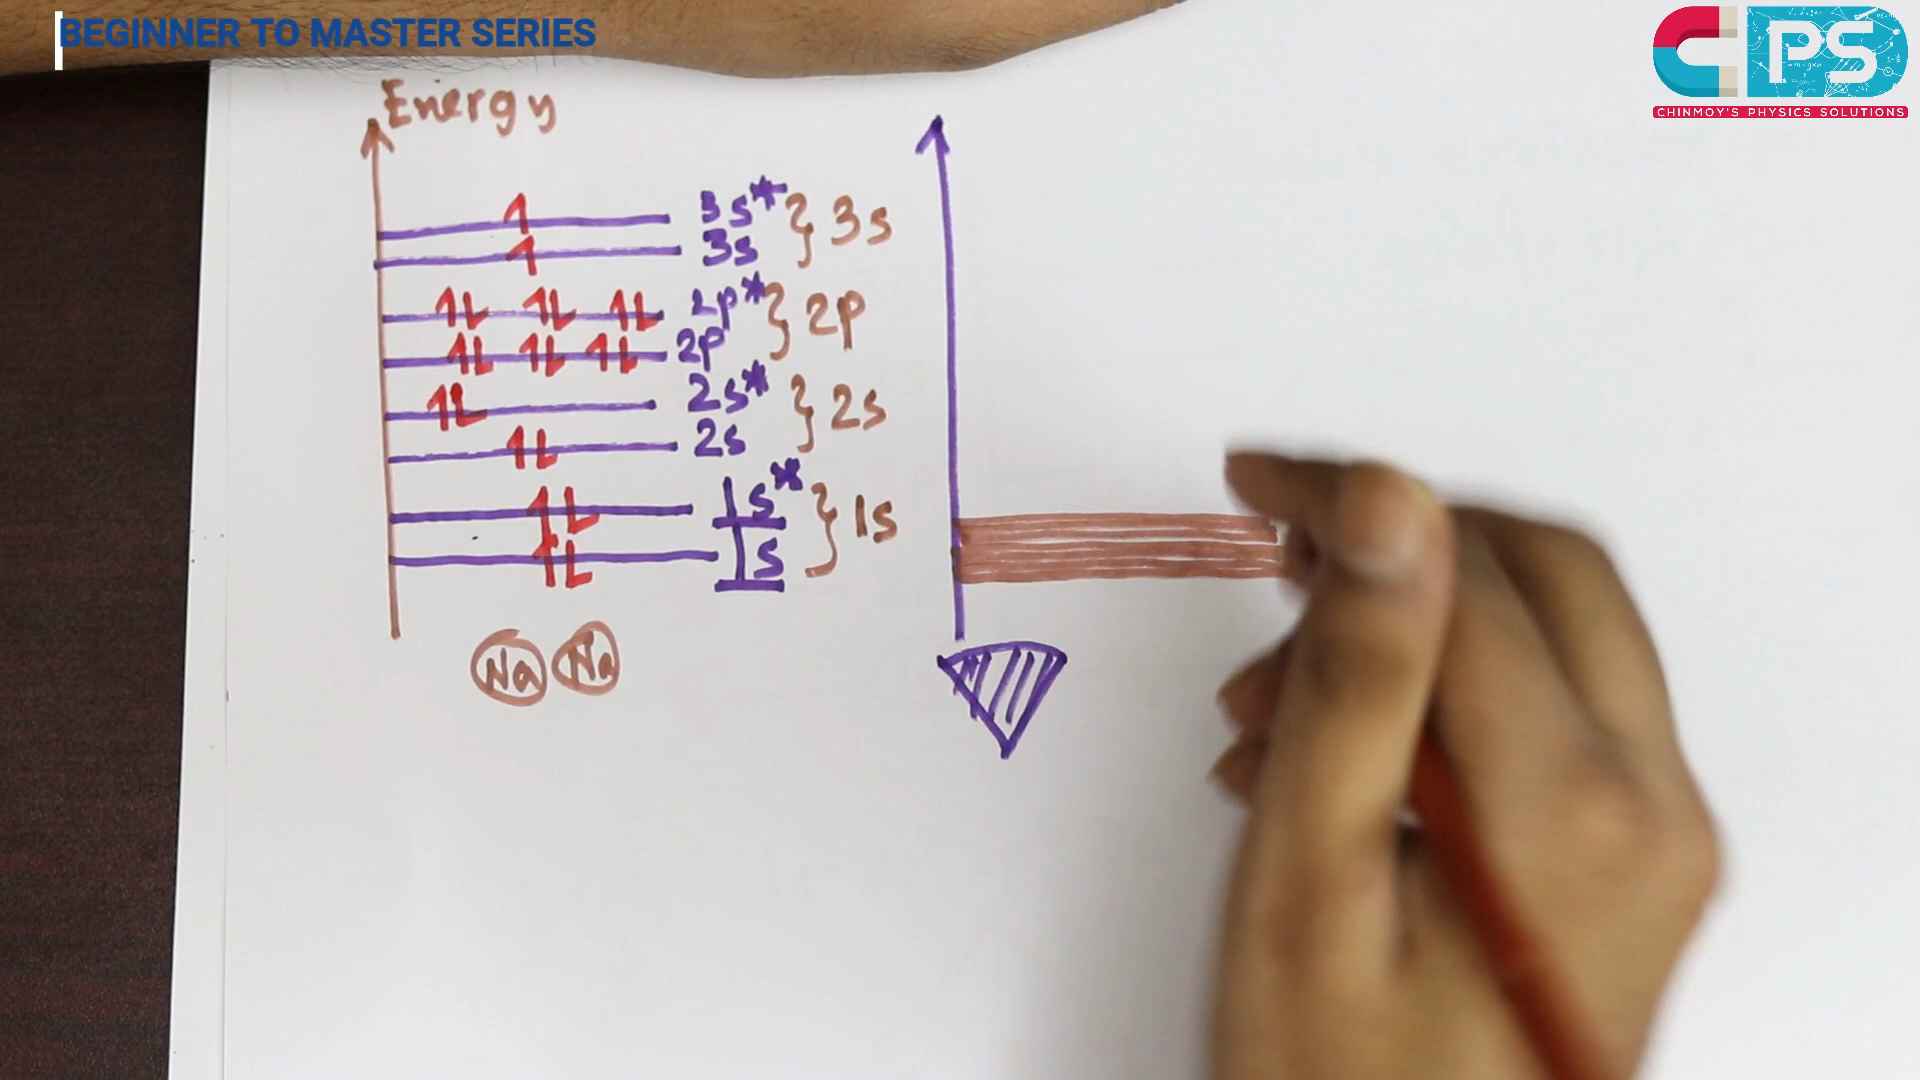 BEGINNER TO MASTER SERIES
CPS
CHINMOY'S PHYSICS SOLUTIONS
Energy
3s*
3s
3s
2p*
2p
2p
2s*
2s
2s
1s*
1s
1s
Na Na